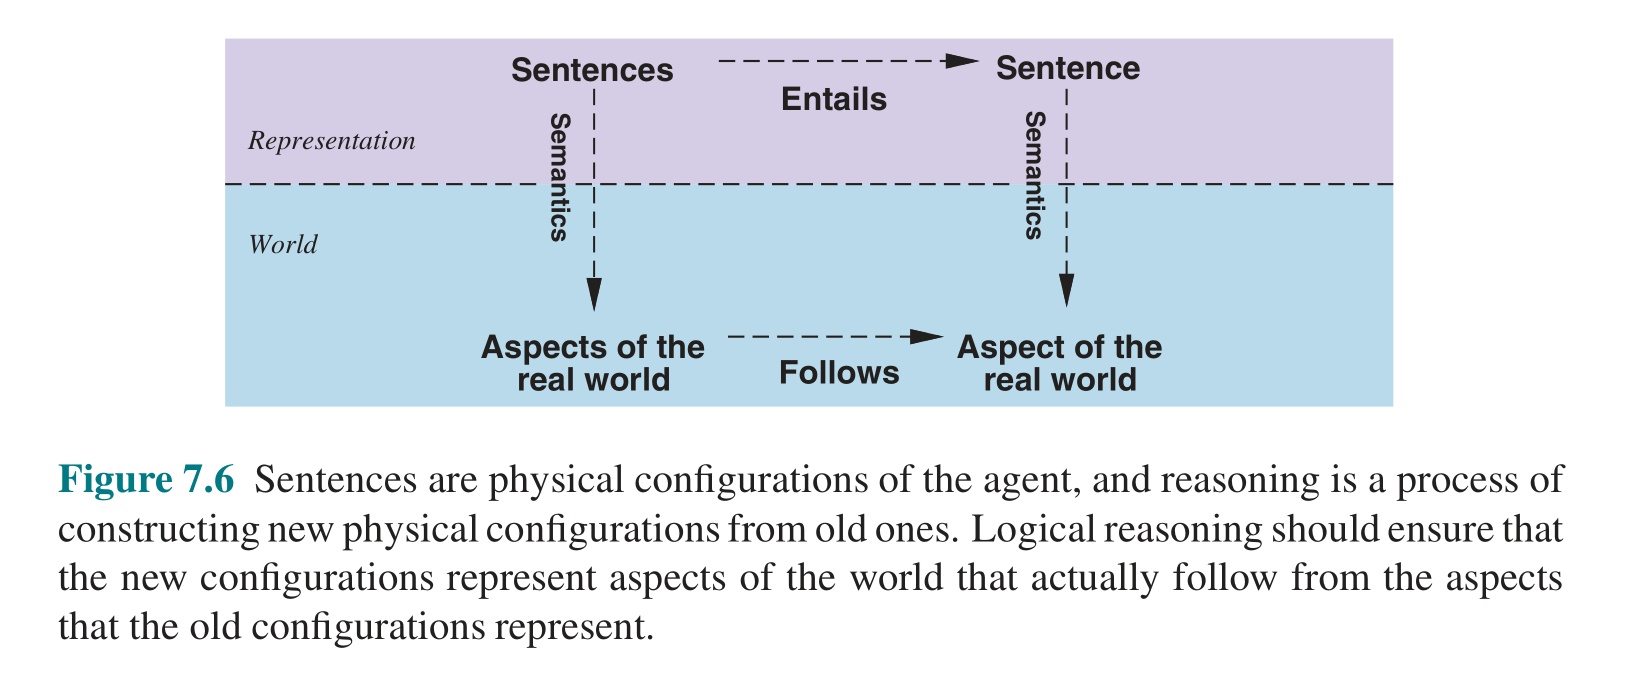 Sentences
Sentence
Entails
Semantics
Semantics
Representation
World
Aspects of the
real world
Follows
Aspect of the
real world
Figure 7.6 Sentences are physical configurations of the agent, and reasoning is a process of
constructing new physical configurations from old ones. Logical reasoning should ensure that
the new configurations represent aspects of the world that actually follow from the aspects
that the old configurations represent.